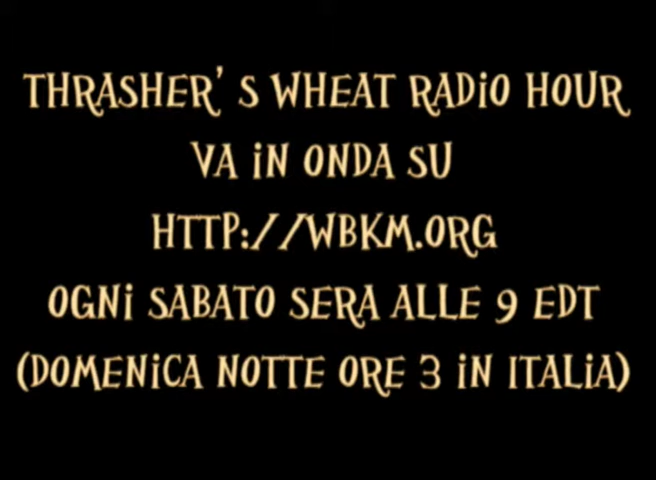 THRASHER' S WHEAT RADiO HOUR
VA iN ONDA SU
HTTP://WBKM.ORG
OGNi SABATO SERA ALLE 9 EDT
(DOMENiCA NOTTE ORE 3 iN ITALiA)